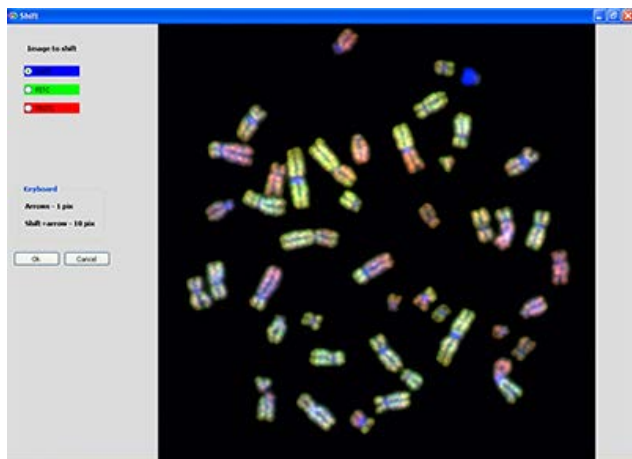 Shift
Image to shift
FITC
Keyboard
Arrows - 1 pix
Shift+arrow - 10 pix
Ok
Cancel